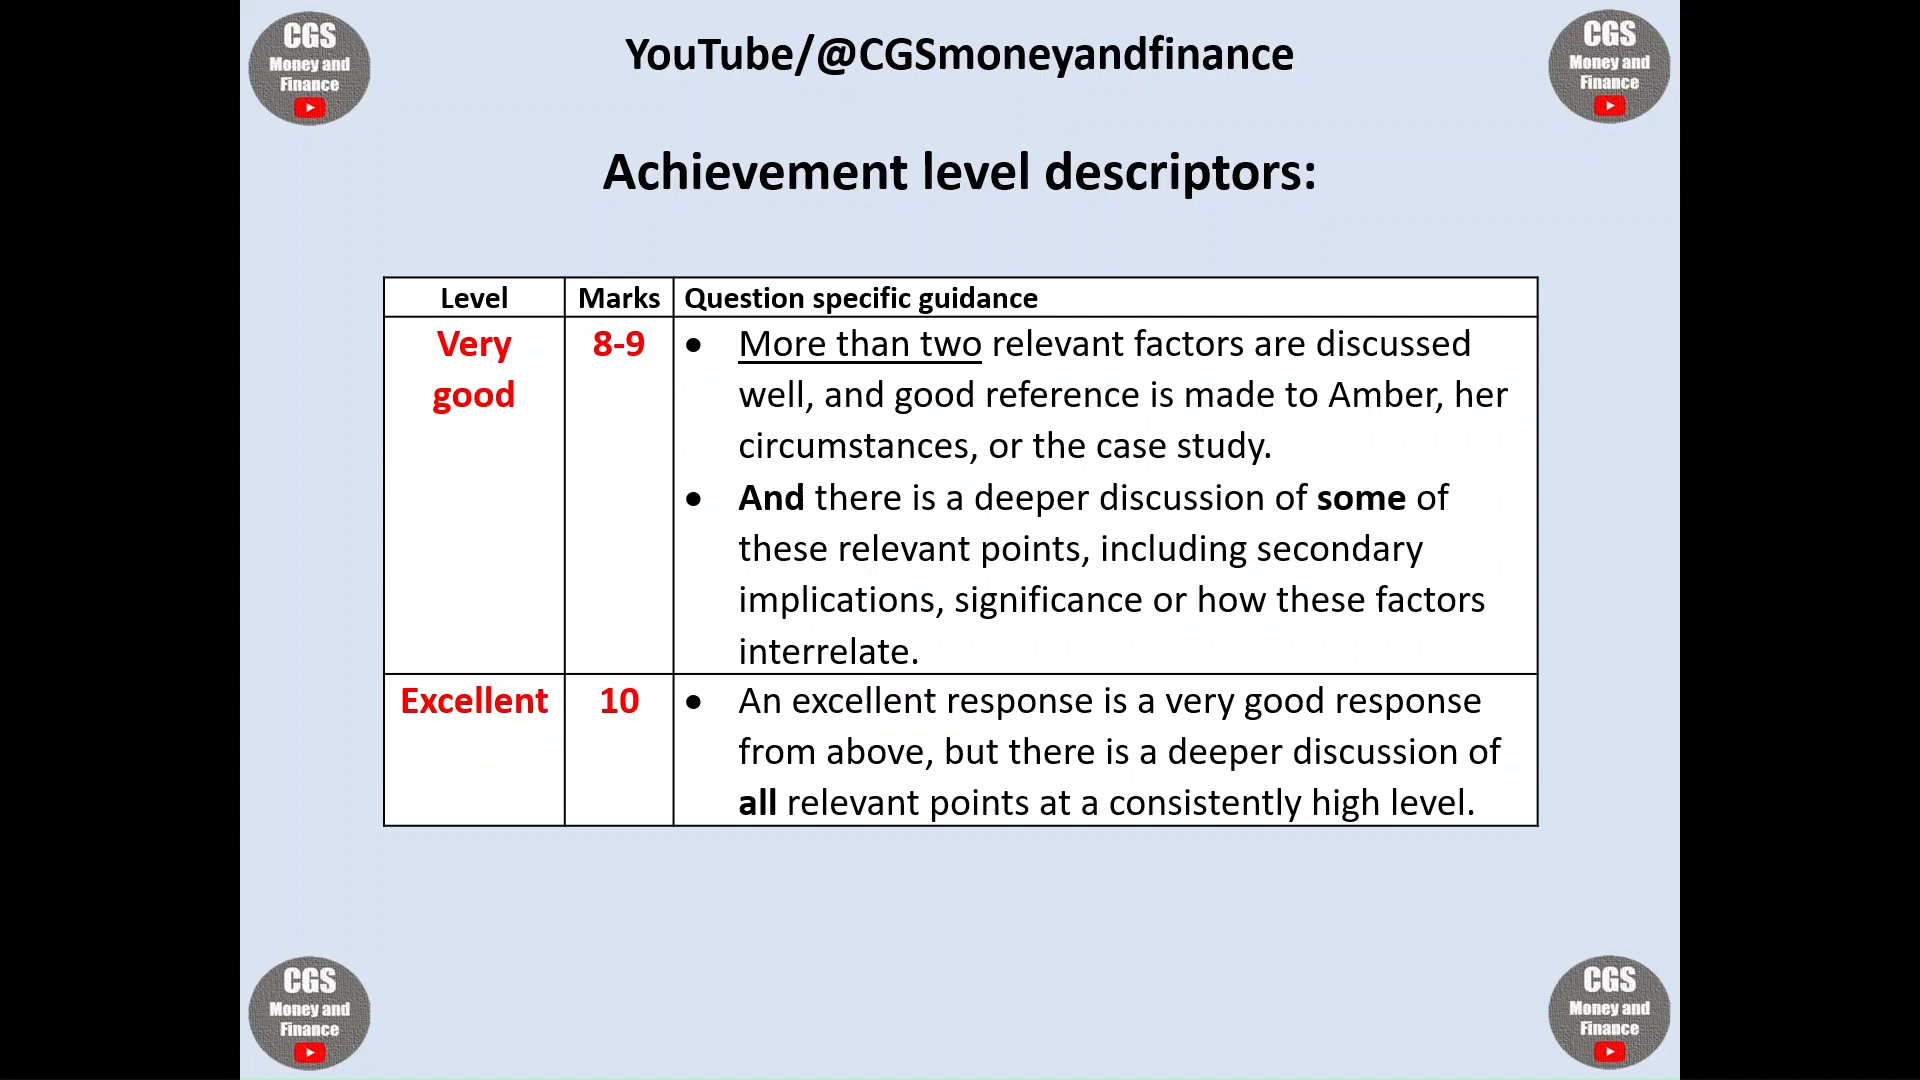 CGS
Money and
Finance
YouTube/@CGSmoneyandfinance
CGS
Money and
Finance
Achievement level descriptors:
Level Marks Question specific guidance
Very 8-9 • More than two relevant factors are discussed
good well, and good reference is made to Amber, her
circumstances, or the case study.
• And there is a deeper discussion of some of
these relevant points, including secondary
implications, significance or how these factors
interrelate.
Excellent 10 • An excellent response is a very good response
from above, but there is a deeper discussion of
all relevant points at a consistently high level.
CGS
Money and
Finance
CGS
Money and
Finance